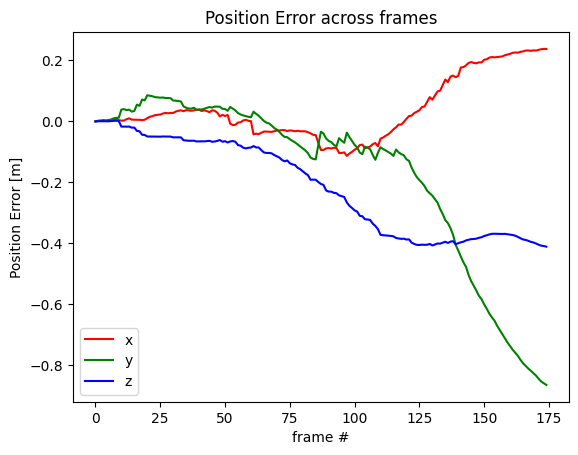 Position Error across frames
Position Error [m]
0.2
0.0
−0.2
−0.4
−0.6
−0.8
x
y
z
0 25 50 75 100 125 150 175
frame #